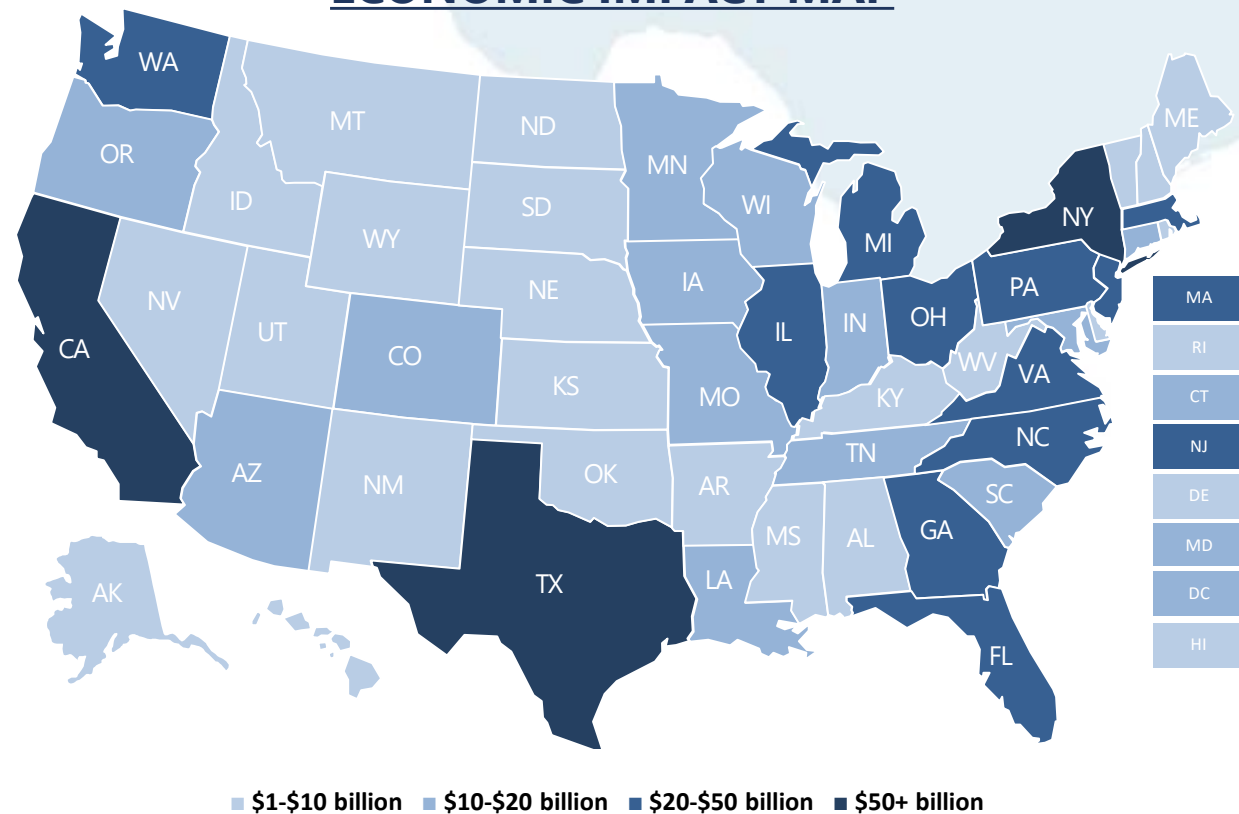 ECONOMIC IMPACT MAP
WA
MT
ND
MN
ME
OR
ID
SD
WI
WY
MI
NY
NV
UT
NE
IA
PA
CA
CO
IL
IN
OH
MA
RI
KS
MO
KY
WV
VA
CT
AZ
NM
OK
AR
TN
NC
NJ
SC
DE
MS
AL
GA
MD
AK
TX
LA
DC
FL
HI
$1-$10 billion $10-$20 billion $20-$50 billion $50+ billion